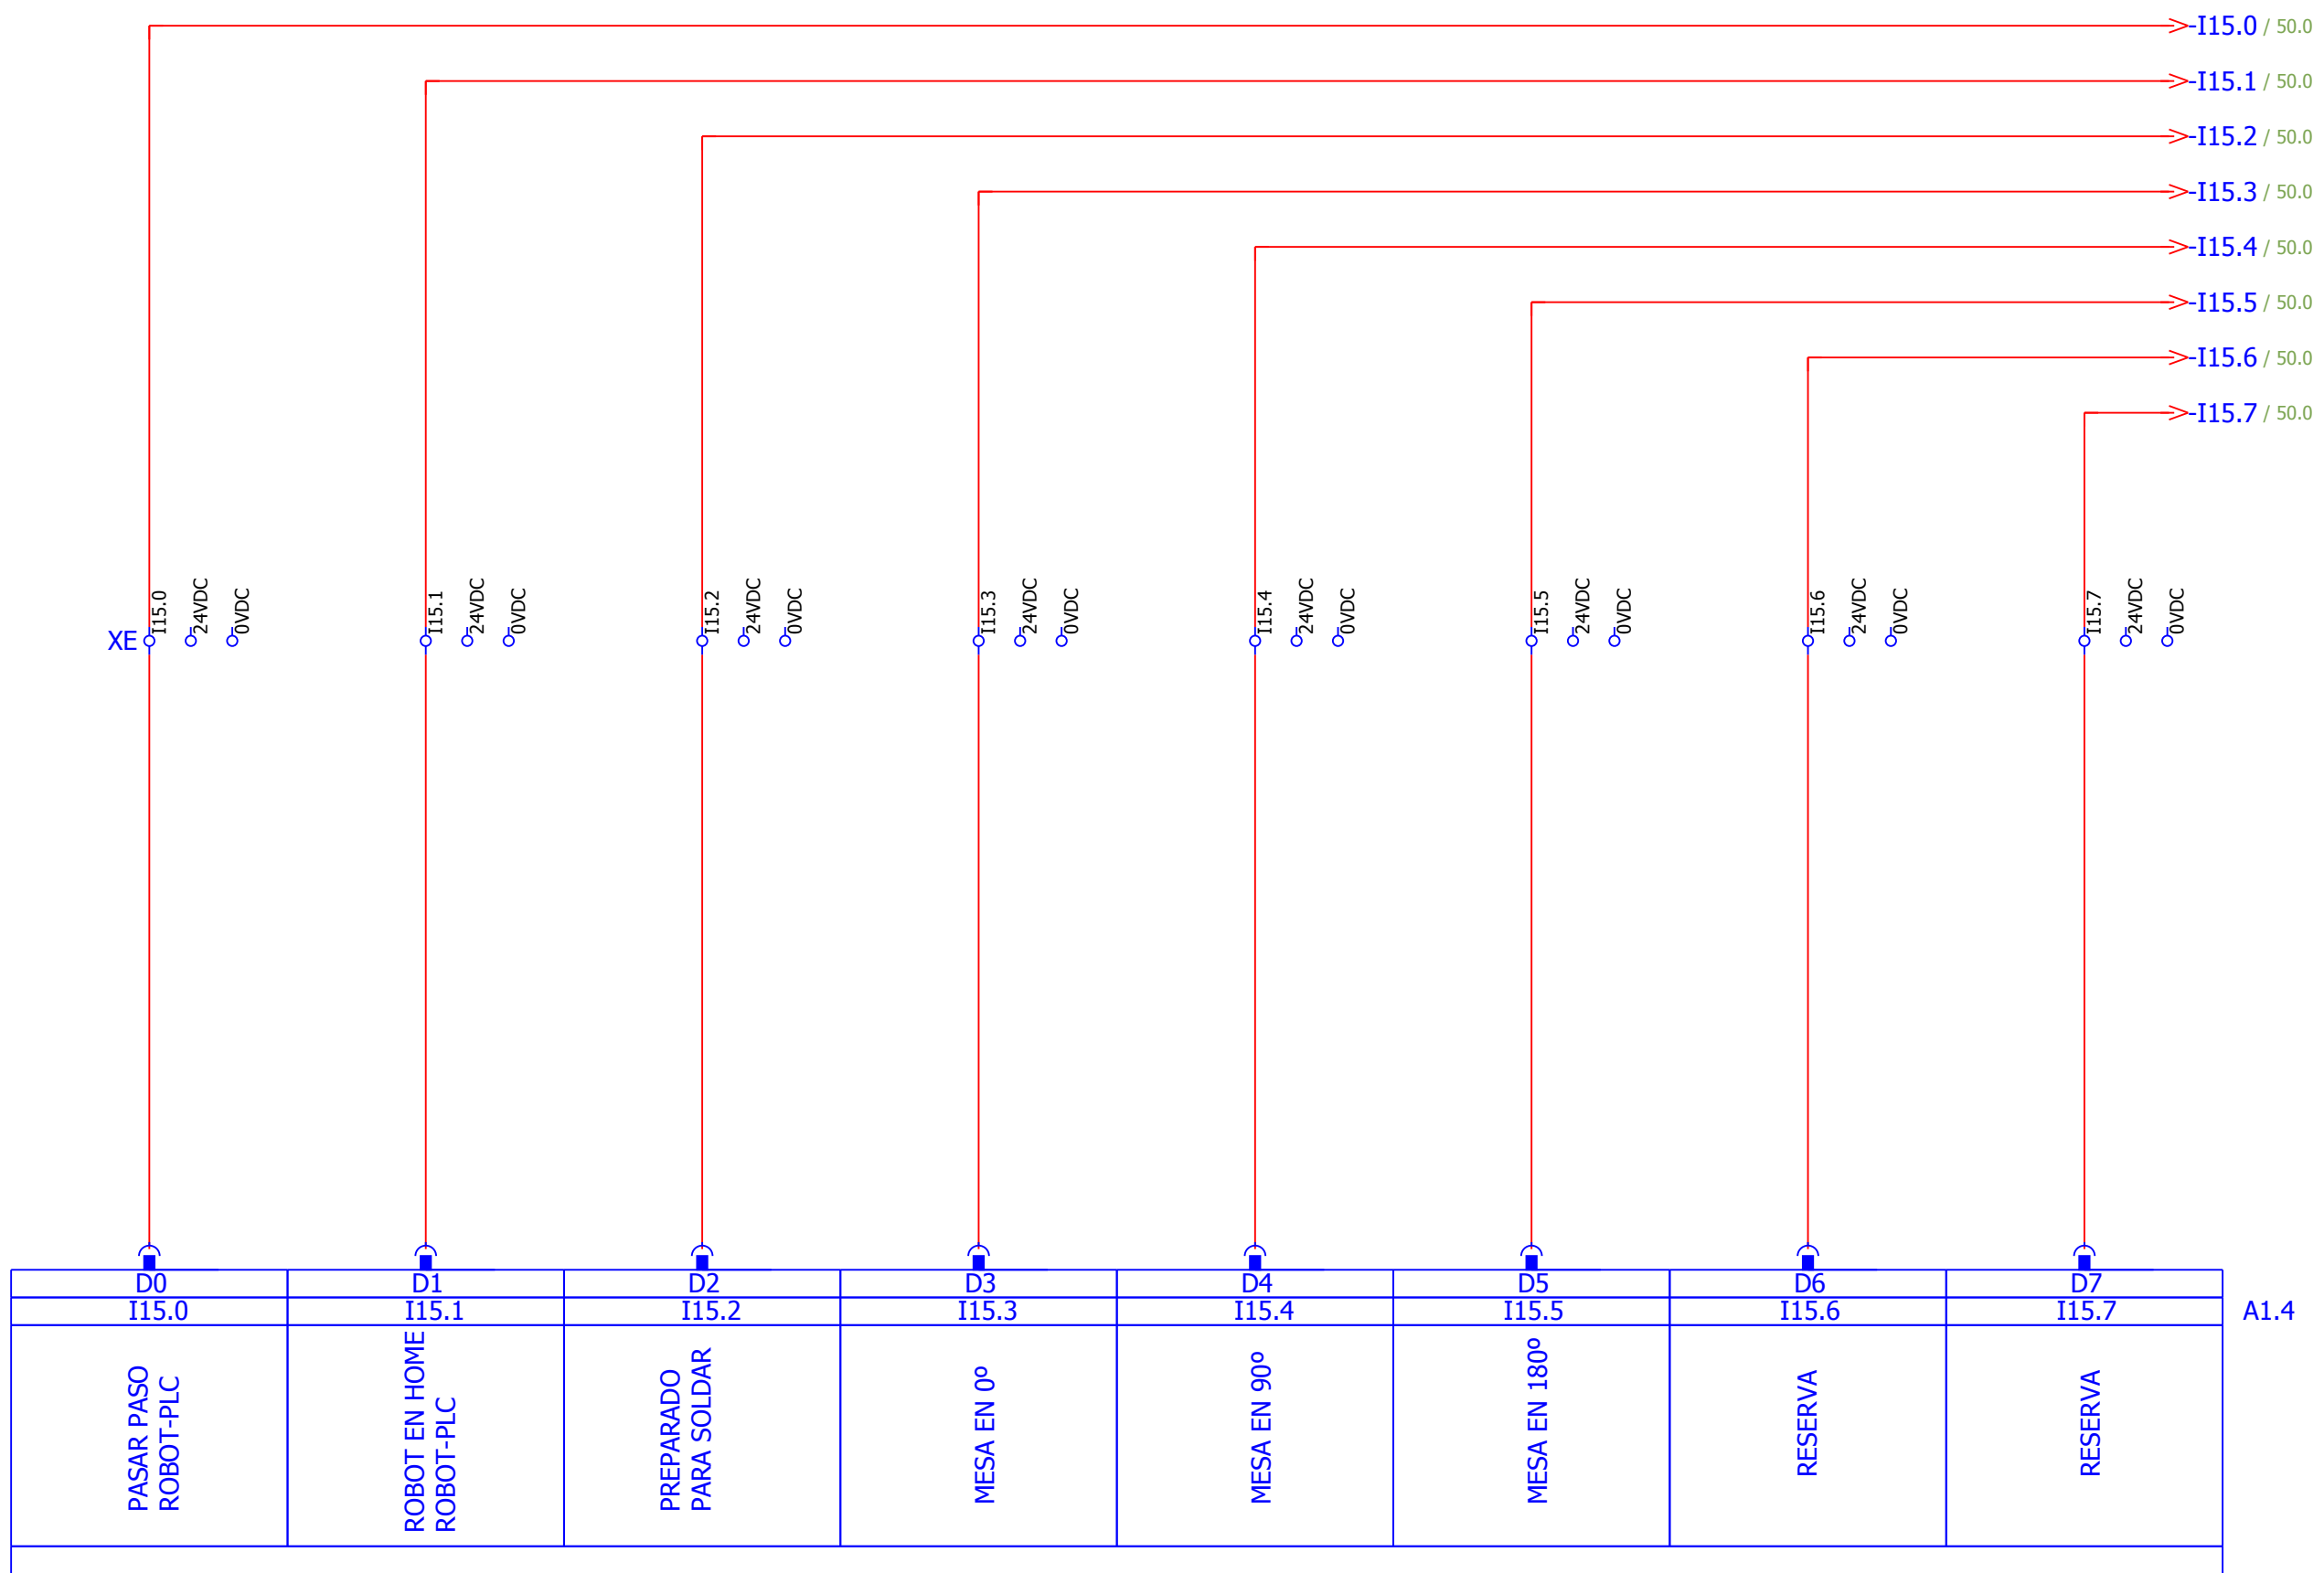 -I15.0 / 50.0
-I15.1 / 50.0
-I15.2 / 50.0
-I15.3 / 50.0
-I15.4 / 50.0
-I15.5 / 50.0
-I15.6 / 50.0
-I15.7 / 50.0
XE
I15.0 24VDC 0VDC
I15.1 24VDC 0VDC
I15.2 24VDC 0VDC
I15.3 24VDC 0VDC
I15.4 24VDC 0VDC
I15.5 24VDC 0VDC
I15.6 24VDC 0VDC
I15.7 24VDC 0VDC
D0 D1 D2 D3 D4 D5 D6 D7
I15.0 I15.1 I15.2 I15.3 I15.4 I15.5 I15.6 I15.7 A1.4
PASAR PASO
ROBOT-PLC
ROBOT EN HOME
ROBOT-PLC
PREPARADO
PARA SOLDAR
MESA EN 0º
MESA EN 90º
MESA EN 180º
RESERVA
RESERVA